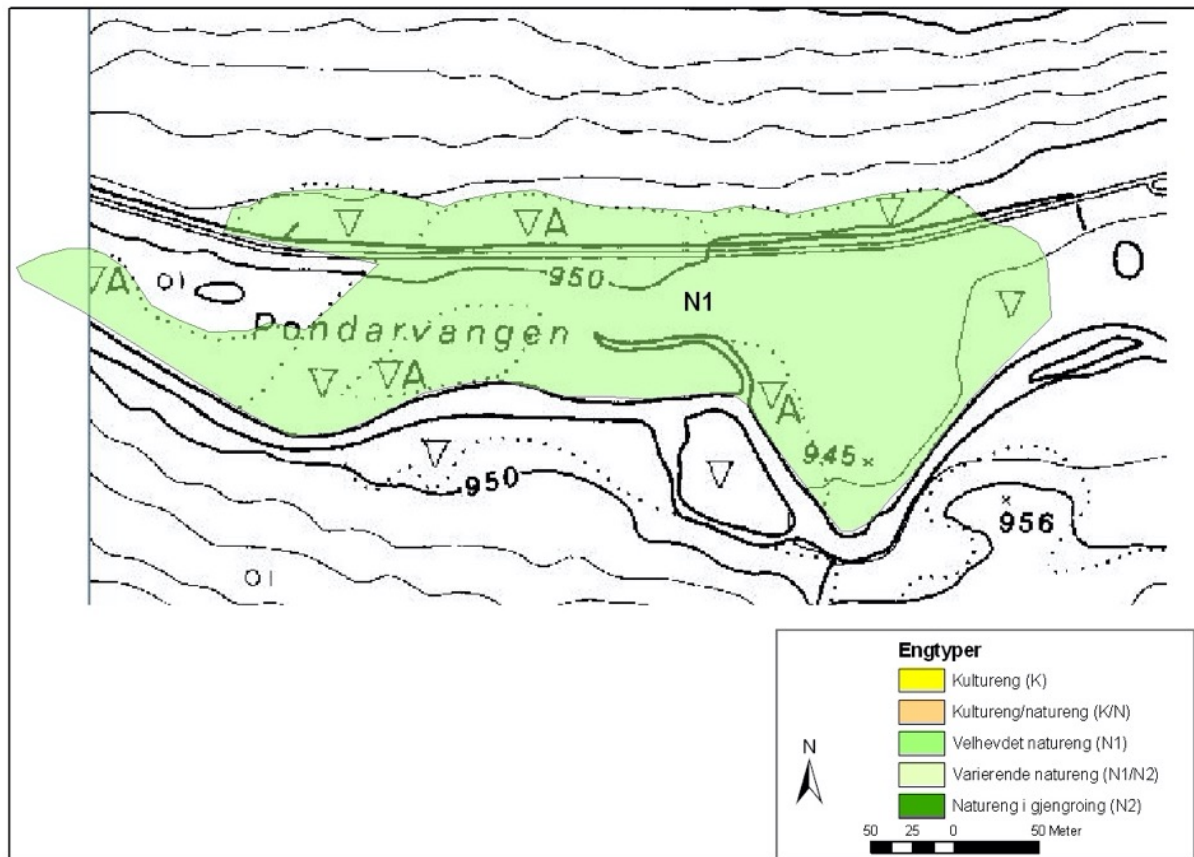 A
950
N1
A
Pondarvangen
A
A
945
950
956
Engtyper
Kultureng (K)
Kultureng/natureng (K/N)
Velhevdet natureng (N1)
Varierende natureng (N1/N2)
Natureng i gjengroing (N2)
N
50 25 0 50 Meter